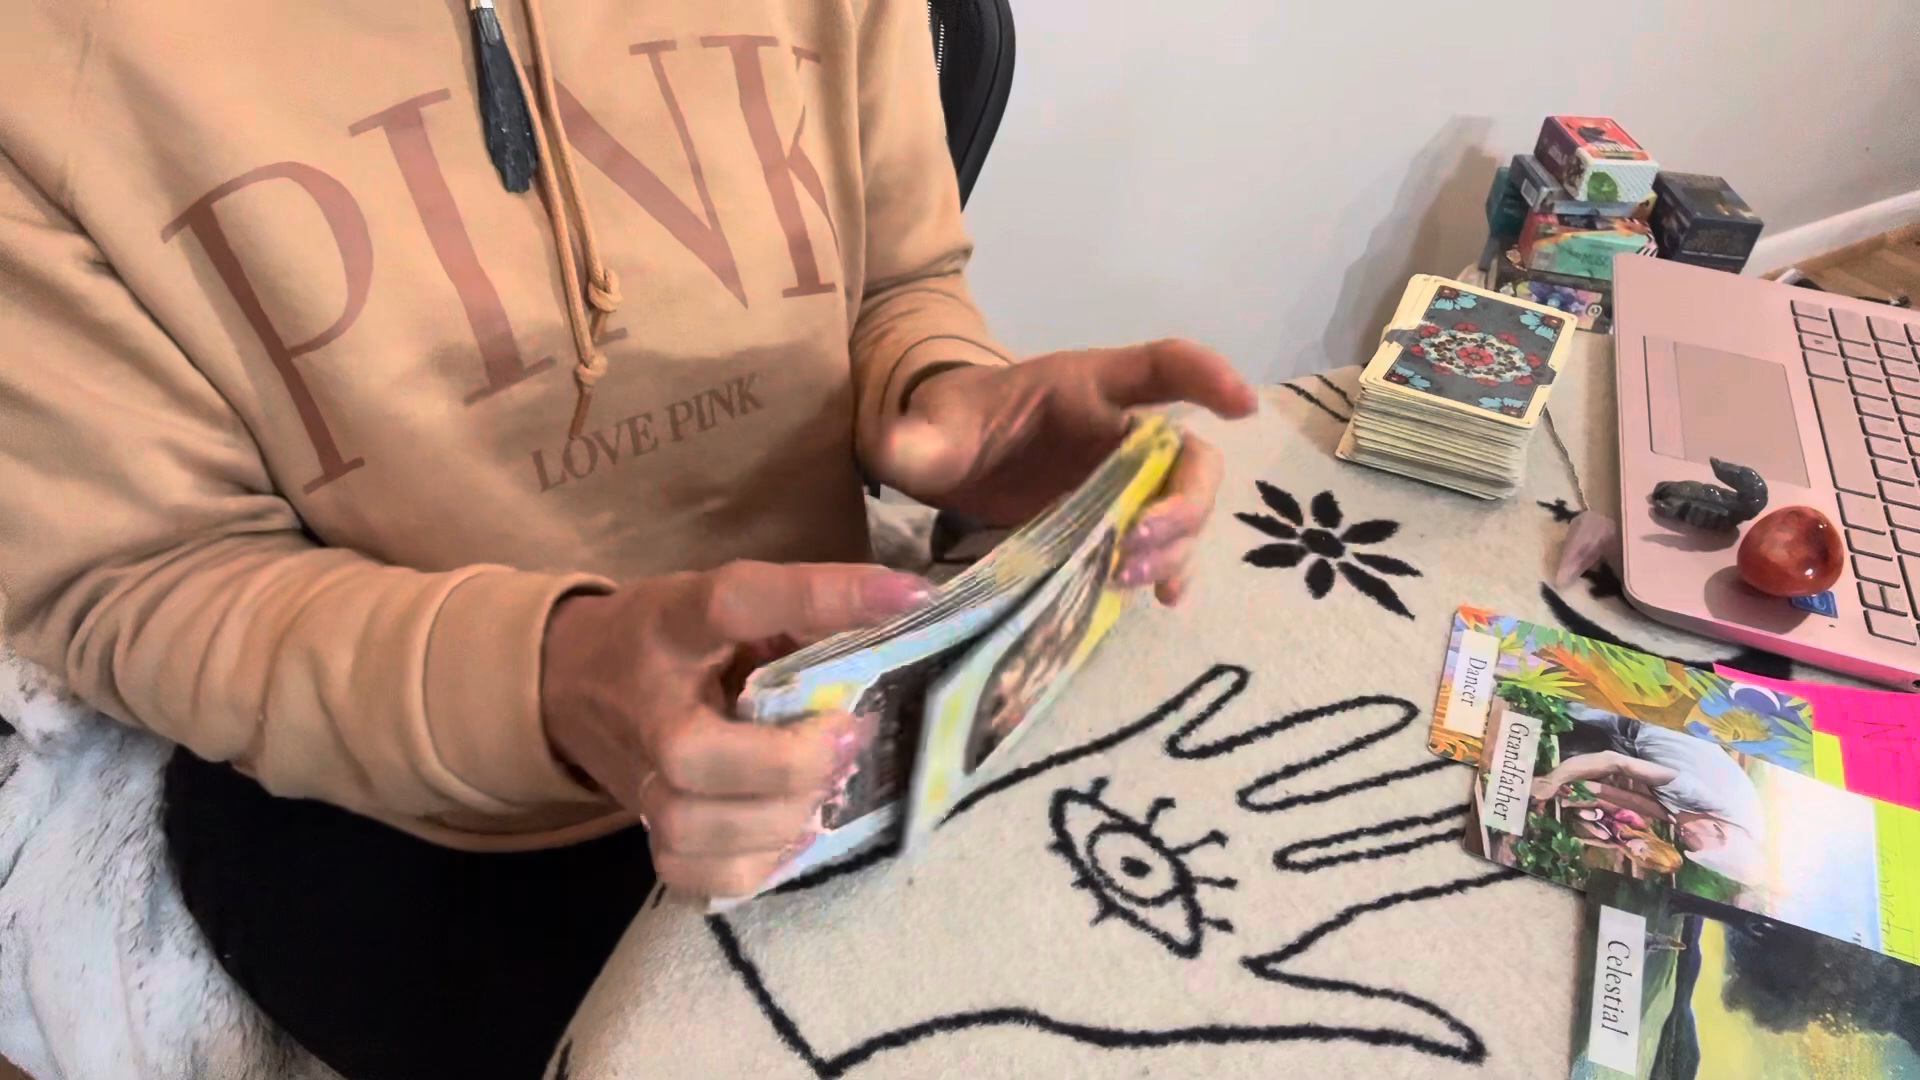 PINK
LOVE PINK
Dancer
Grandfather
Celestial